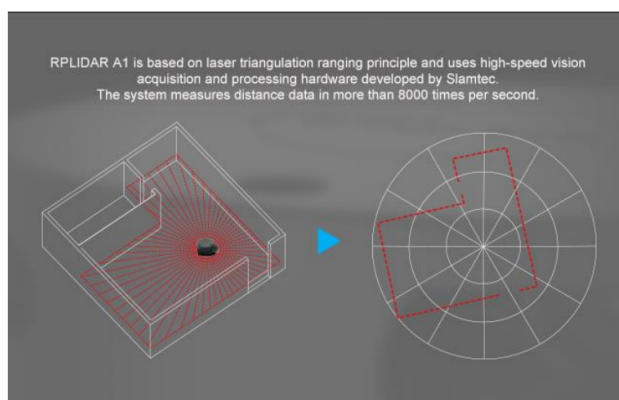 RPLIDAR A1 is based on laser triangulation ranging principle and uses high-speed vision
acquisition and processing hardware developed by Slamtec.
The system measures distance data in more than 8000 times per second.